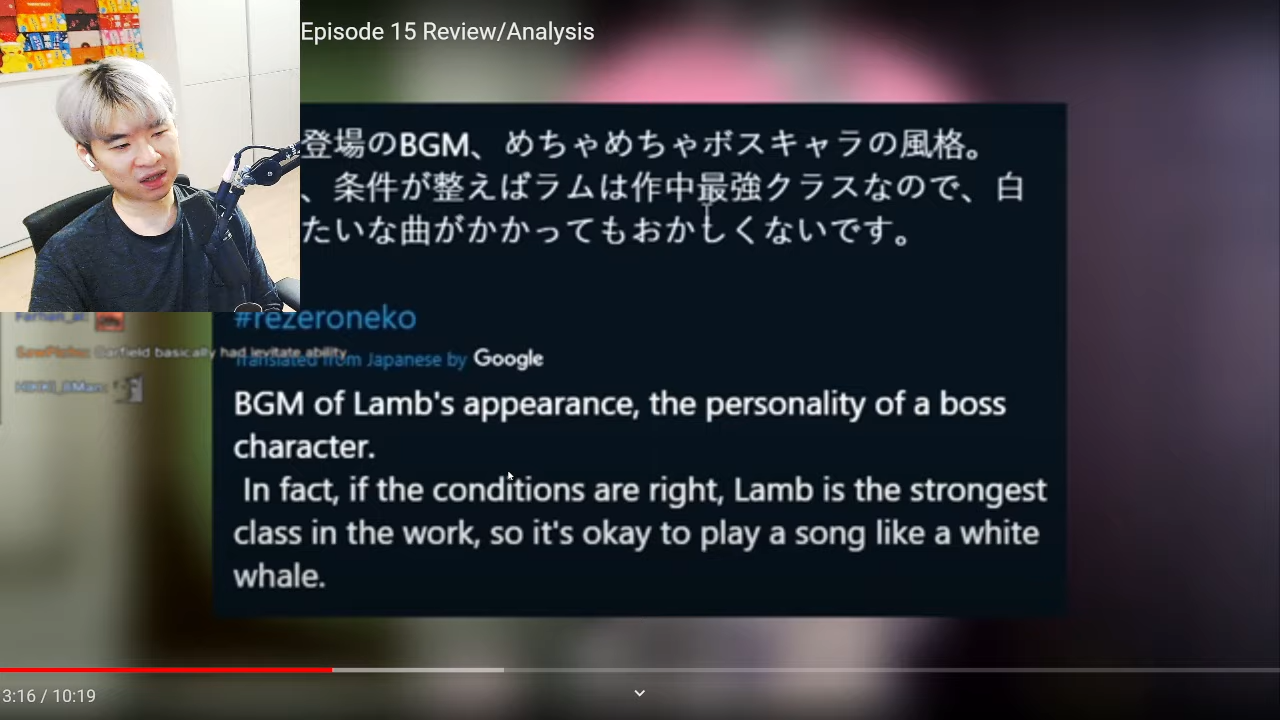 Episode 15 Review/Analysis
登場のBGM、めちゃめちゃボスキャラの風格。
、条件が整えばラムは作中最強クラスなので、白
たいな曲がかかってもおかしくないです。
#rezeroneko
Garfield basically had levitate ability
Translated from Japanese by Google
BGM of Lamb's appearance, the personality of a boss
character.
In fact, if the conditions are right, Lamb is the strongest
class in the work, so it's okay to play a song like a white
whale.
3:16 / 10:19